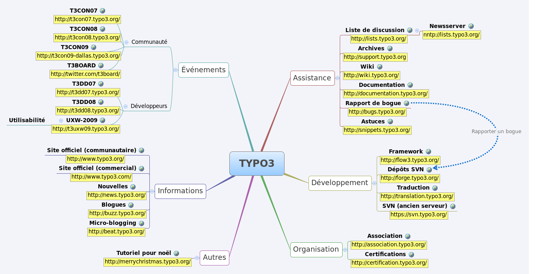 T3CON07
http://t3con07.typo3.org/
T3CON08
http://t3con08.typo3.org/
T3CON09
http://t3con09-dallas.typo3.org/
T3BOARD
http://twitter.com/t3board/
Communauté
T3DD07
http://t3dd07.typo3.org/
T3DD08
http://t3dd08.typo3.org/
UXW-2009
http://t3uxw09.typo3.org/
Utilisabilité
Développeurs
Événements
Site officiel (communautaire)
http://www.typo3.org/
Site officiel (commercial)
http://www.typo3.com/
Nouvelles
http://news.typo3.org/
Blogues
http://buzz.typo3.org/
Micro-blogging
http://beat.typo3.org/
Informations
Tutoriel pour noël
http://merrychristmas.typo3.org/
Autres
TYPO3
Assistance
Liste de discussion
http://lists.typo3.org/
Newsserver
nntp://lists.typo3.org/
Archives
http://support.typo3.org
Wiki
http://wiki.typo3.org/
Documentation
http://documentation.typo3.org/
Rapport de bogue
http://bugs.typo3.org/
Astuces
http://snippets.typo3.org/
Rapporter un bogue
Développement
Framework
http://flow3.typo3.org/
Dépôts SVN
http://forge.typo3.org/
Traduction
http://translation.typo3.org/
SVN (ancien serveur)
https://svn.typo3.org/
Organisation
Association
http://association.typo3.org/
Certifications
http://certification.typo3.org/